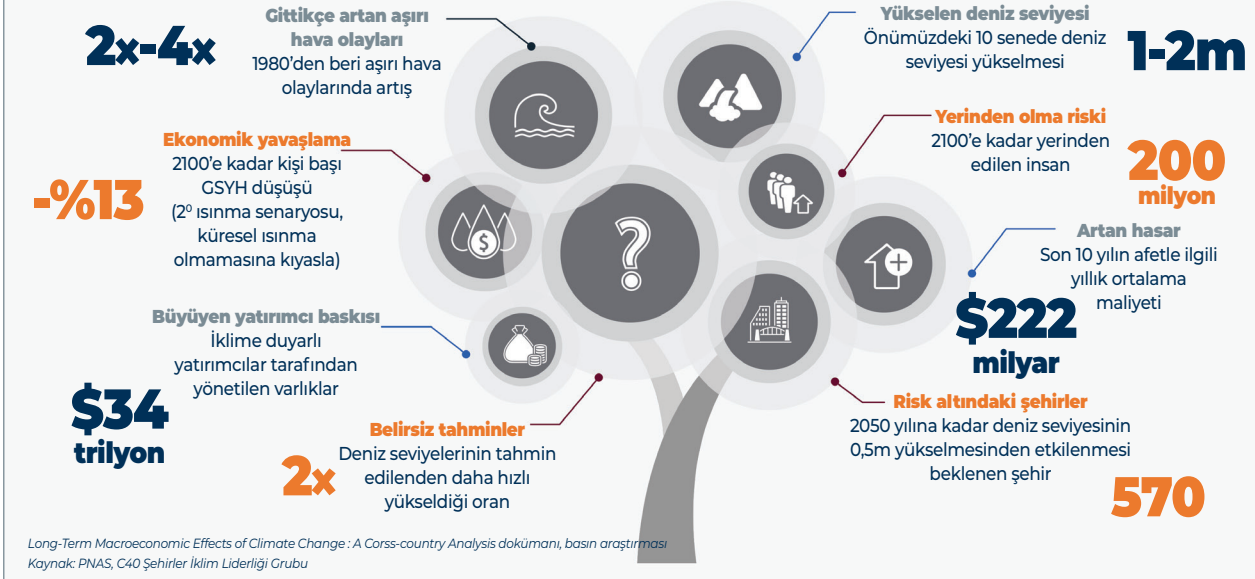 2x-4x
Gittikçe artan aşırı
hava olayları
1980’den beri aşırı hava
olaylarında artış
Yükselen deniz seviyesi
Önümüzdeki 10 senede deniz
seviyesi yükselmesi
1-2m
-%13
Ekonomik yavaşlama
2100’e kadar kişi başı
GSYH düşüşü
(2⁰ ısınma senaryosu,
küresel ısınma
olmamasına kıyasla)
Yerinden olma riski
2100’e kadar yerinden
edilen insan
200
milyon
Artan hasar
Son 10 yılın afetle ilgili
yıllık ortalama
maliyeti
$222
milyar
Büyüyen yatırımcı baskısı
İklime duyarlı
yatırımcılar tarafından
yönetilen varlıklar
$34
trilyon
Belirsiz tahminler
Deniz seviyelerinin tahmin
edilenden daha hızlı
yükseldiği oran
2x
Risk altındaki şehirler
2050 yılına kadar deniz seviyesinin
0,5m yükselmesinden etkilenmesi
beklenen şehir
570
?
$
Long-Term Macroeconomic Effects of Climate Change : A Corss-country Analysis dokümanı, basın araştırması
Kaynak: PNAS, C40 Şehirler İklim Liderliği Grubu